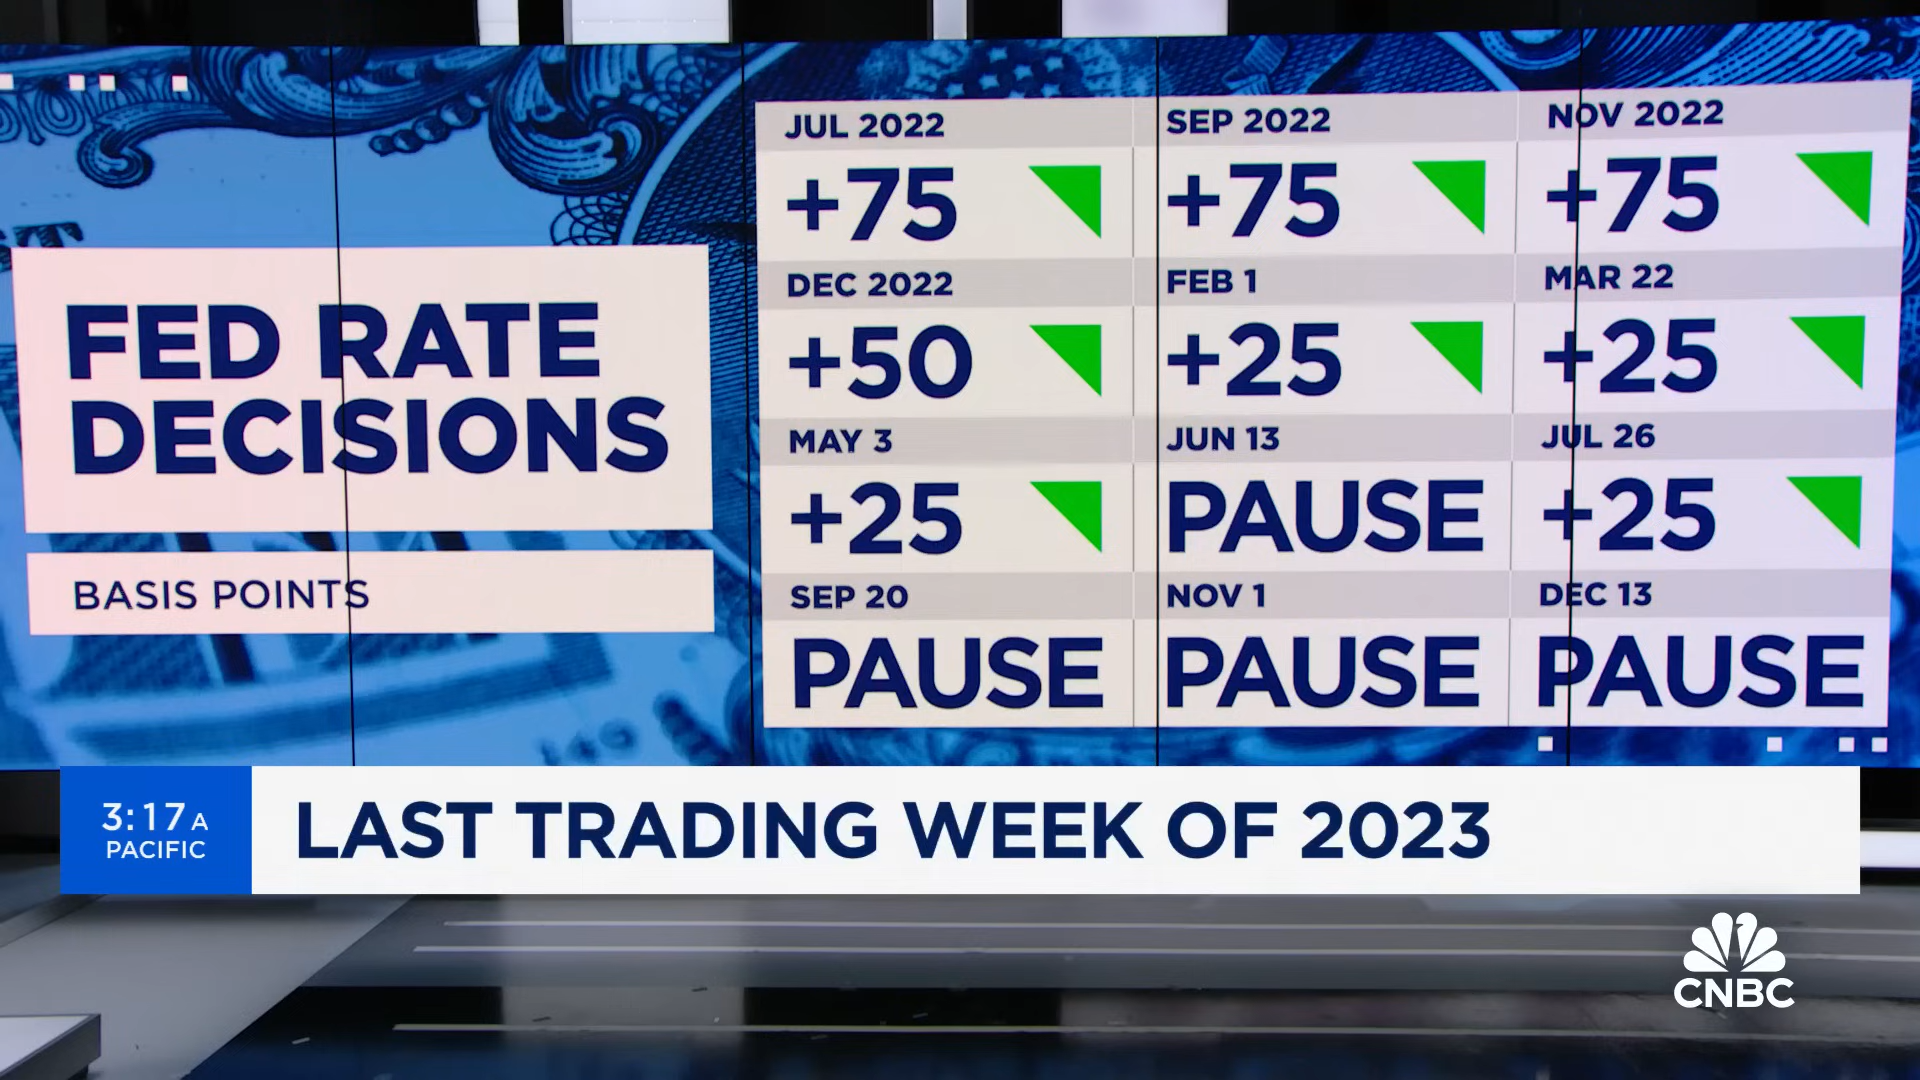 FED RATE
DECISIONS
BASIS POINTS
JUL 2022
SEP 2022
NOV 2022
+75
+75
+75
DEC 2022
FEB 1
MAR 22
+50
+25
+25
MAY 3
JUN 13
JUL 26
+25
PAUSE
+25
SEP 20
NOV 1
DEC 13
PAUSE
PAUSE
PAUSE
3:17 A
PACIFIC
LAST TRADING WEEK OF 2023
CNBC